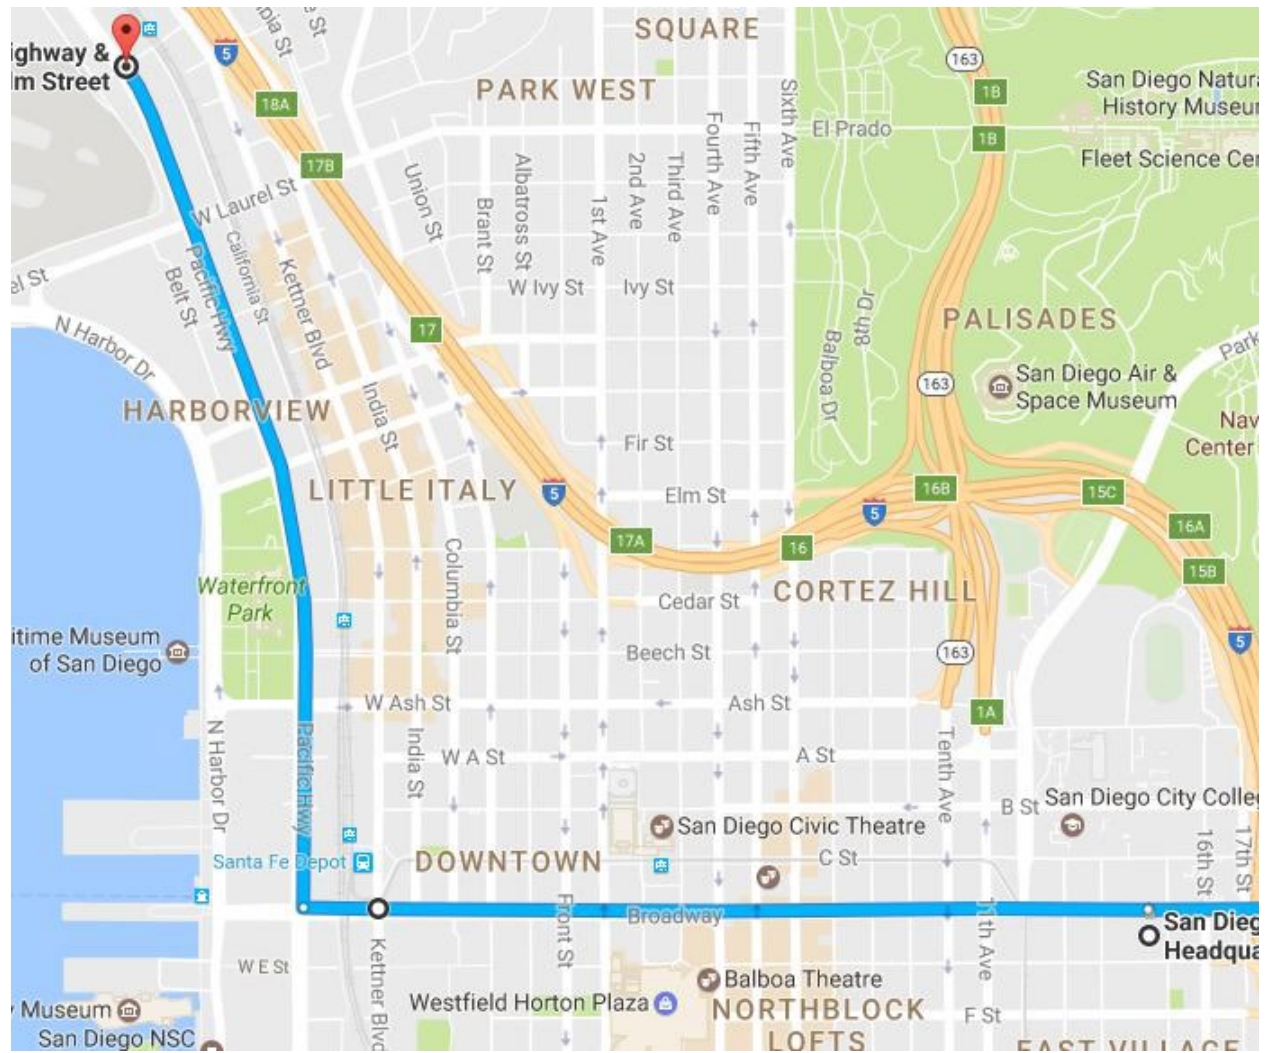 SQUARE
ighway &
lm Street
5
163
PARK WEST
18A
1B
San Diego Natura
History Museum
El Prado
1B
Fleet Science Cen
17B
W Laurel St
Union St
Albatross St
Brant St
1st Ave
2nd Ave
Third Ave
Fourth Ave
Fifth Ave
Sixth Ave
el St
Belt St
Pacific Hwy
California St
Kettner Blvd
W Ivy St
Ivy St
8th Dr
Balboa Dr
PALISADES
N Harbor Dr
17
Park
163
San Diego Air &
Space Museum
HARBORVIEW
India St
Nav
Center
Fir St
LITTLE ITALY
5
Elm St
16B
15C
5
16A
17A
16
15B
Waterfront
Park
Columbia St
Cedar St
CORTEZ HILL
itime Museum
of San Diego
Beech St
163
5
W Ash St
Ash St
1A
N Harbor Dr
Pacific Hwy
India St
W A St
A St
Tenth Ave
B St
San Diego City Colleg
San Diego Civic Theatre
16th St
17th St
Santa Fe Depot
DOWNTOWN
C St
Front St
Broadway
11th Ave
San Dieg
Headqua
Kettner Blvd
W E St
Balboa Theatre
Westfield Horton Plaza
NORTHBLOCK
LOFTS
F St
y Museum
San Diego NSC
EAST VILLAGE